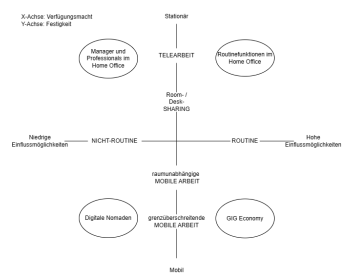 X-Achse: Verfügungsmacht
Y-Achse: Festigkeit
Stationär
Manager und
Professionals im
Home Office
TELEARBEIT
Routinefunktionen im
Home Office
Room- /
Desk-
SHARING
Niedrige
Einflussmöglichkeiten
NICHT-ROUTINE
ROUTINE
Hohe
Einflussmöglichkeiten
raumunabhängige
MOBILE ARBEIT
Digitale Nomaden
grenzüberschreitende
MOBILE ARBEIT
GIG Economy
Mobil